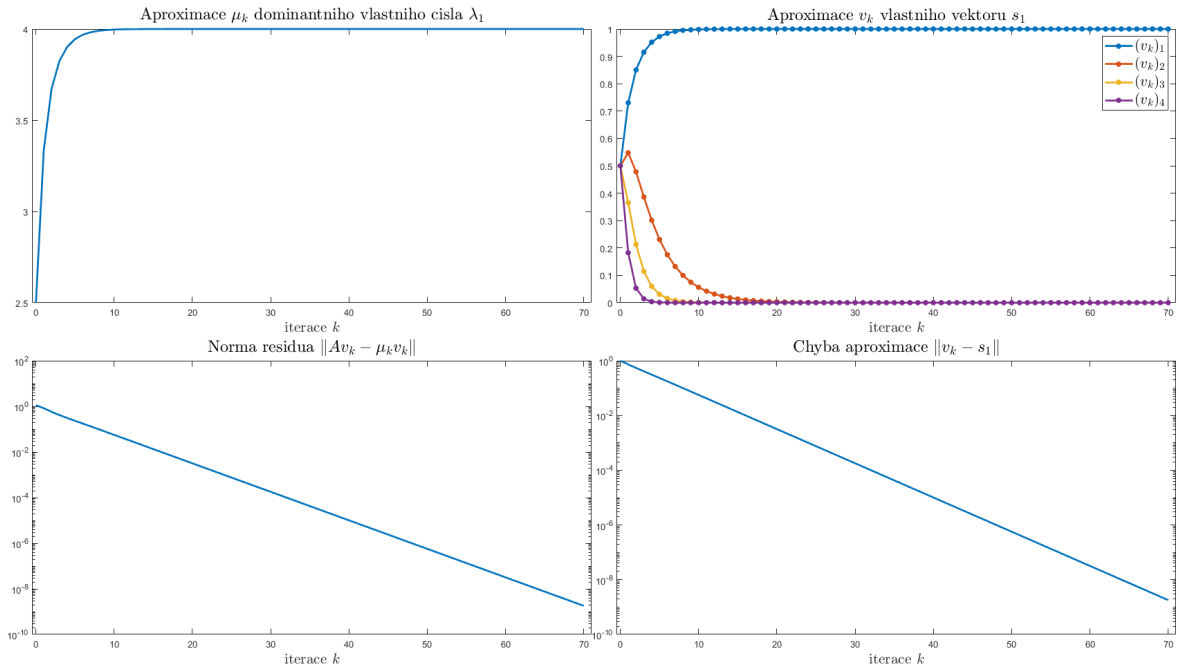 Aproximace $\mu_k$ dominantniho vlastniho cisla $\lambda_1$
4
3.5
3
2.5
0 10 20 30 40 50 60 70
iterace $k$
Aproximace $v_k$ vlastniho vektoru $s_1$
1
0.9
0.8
0.7
0.6
0.5
0.4
0.3
0.2
0.1
0
$(v_k)_1$
$(v_k)_2$
$(v_k)_3$
$(v_k)_4$
0 10 20 30 40 50 60 70
iterace $k$
Norma residua $\|Av_k - \mu_k v_k\|$
$10^2$
$10^0$
$10^{-2}$
$10^{-4}$
$10^{-6}$
$10^{-8}$
$10^{-10}$
0 10 20 30 40 50 60 70
iterace $k$
Chyba aproximace $\|v_k - s_1\|$
$10^0$
$10^{-2}$
$10^{-4}$
$10^{-6}$
$10^{-8}$
$10^{-10}$
0 10 20 30 40 50 60 70
iterace $k$